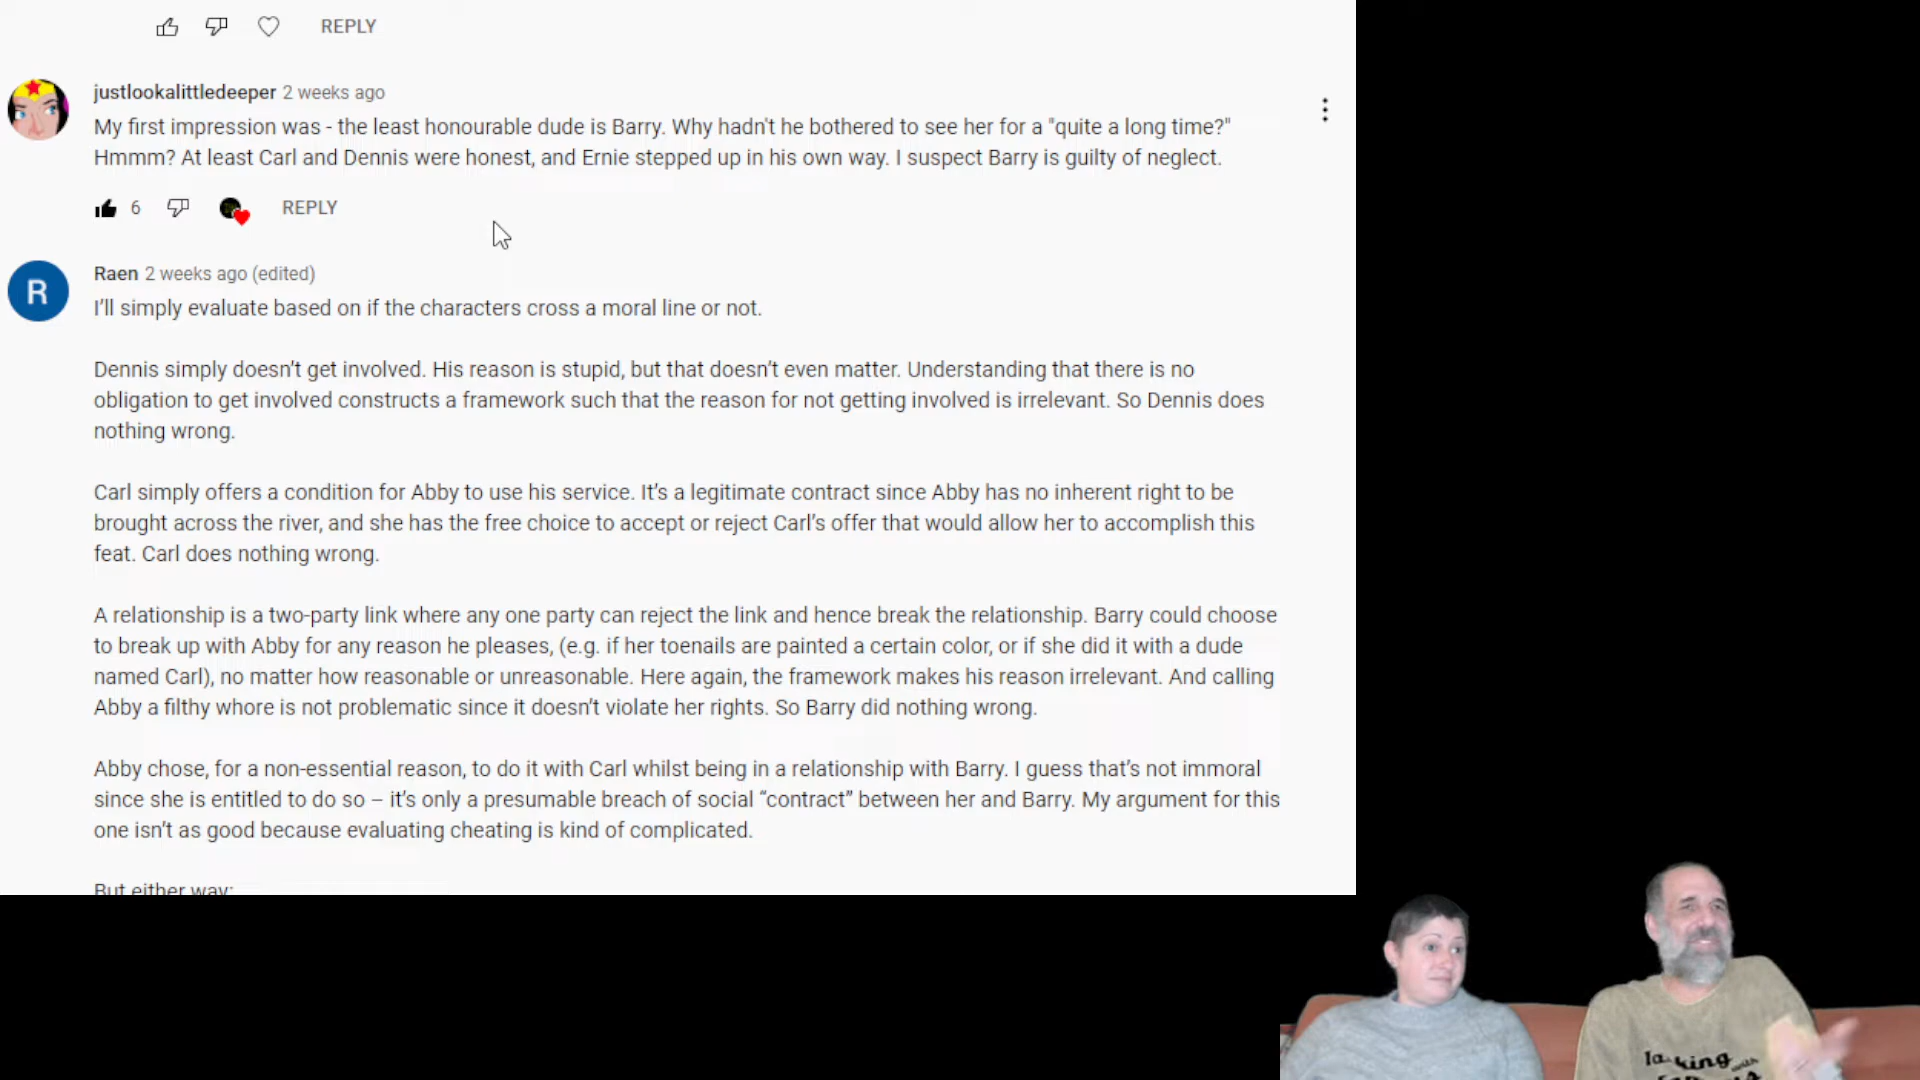 REPLY
justlookalittledeeper 2 weeks ago
My first impression was - the least honourable dude is Barry. Why hadn't he bothered to see her for a "quite a long time?"
Hmmm? At least Carl and Dennis were honest, and Ernie stepped up in his own way. I suspect Barry is guilty of neglect.
6 REPLY
R
Raen 2 weeks ago (edited)
I’ll simply evaluate based on if the characters cross a moral line or not.
Dennis simply doesn’t get involved. His reason is stupid, but that doesn’t even matter. Understanding that there is no
obligation to get involved constructs a framework such that the reason for not getting involved is irrelevant. So Dennis does
nothing wrong.
Carl simply offers a condition for Abby to use his service. It’s a legitimate contract since Abby has no inherent right to be
brought across the river, and she has the free choice to accept or reject Carl’s offer that would allow her to accomplish this
feat. Carl does nothing wrong.
A relationship is a two-party link where any one party can reject the link and hence break the relationship. Barry could choose
to break up with Abby for any reason he pleases, (e.g. if her toenails are painted a certain color, or if she did it with a dude
named Carl), no matter how reasonable or unreasonable. Here again, the framework makes his reason irrelevant. And calling
Abby a filthy whore is not problematic since it doesn’t violate her rights. So Barry did nothing wrong.
Abby chose, for a non-essential reason, to do it with Carl whilst being in a relationship with Barry. I guess that’s not immoral
since she is entitled to do so – it’s only a presumable breach of social “contract” between her and Barry. My argument for this
one isn’t as good because evaluating cheating is kind of complicated.
But either way: